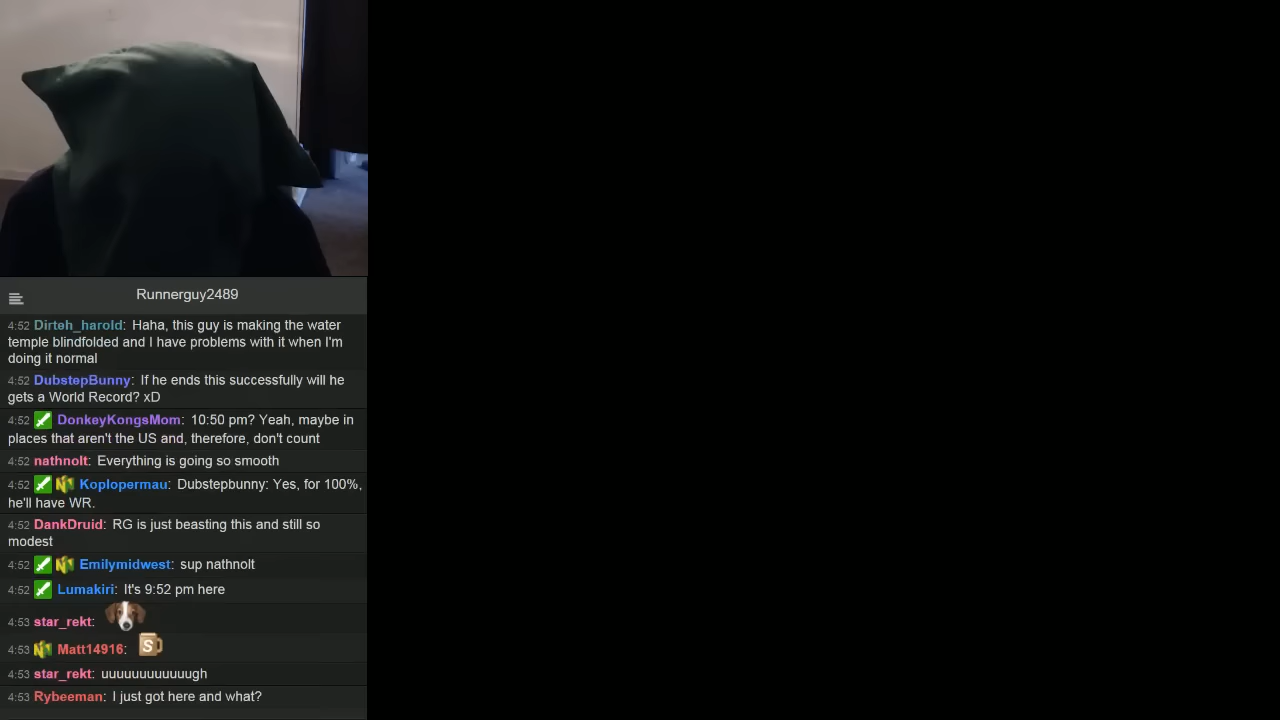 Runnerguy2489
4:52 Dirteh_harold: Haha, this guy is making the water
temple blindfolded and I have problems with it when I'm
doing it normal
4:52 DubstepBunny: If he ends this successfully will he
gets a World Record? xD
4:52 DonkeyKongsMom: 10:50 pm? Yeah, maybe in
places that aren't the US and, therefore, don't count
4:52 nathnolt: Everything is going so smooth
4:52 Koplopermau: Dubstepbunny: Yes, for 100%,
he'll have WR.
4:52 DankDruid: RG is just beasting this and still so
modest
4:52 Emilymidwest: sup nathnolt
4:52 Lumakiri: It's 9:52 pm here
4:53 star_rekt:
4:53 Matt14916: S
4:53 star_rekt: uuuuuuuuuuuugh
4:53 Rybeeman: I just got here and what?